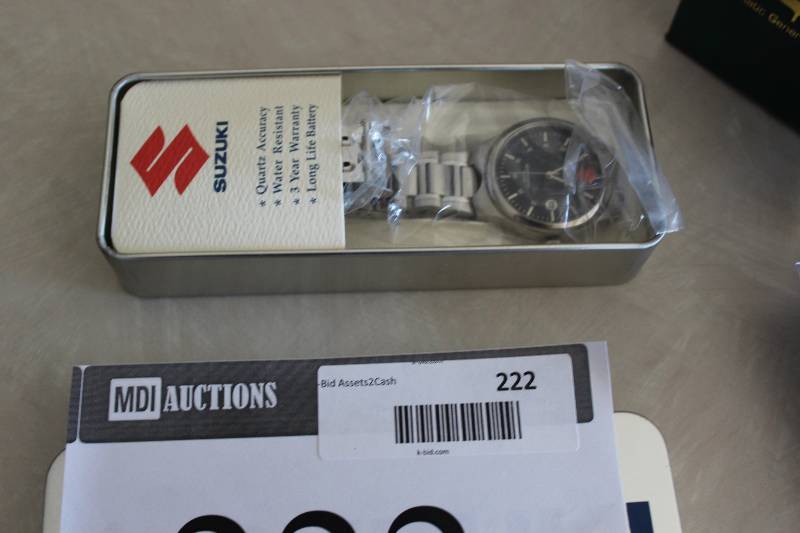 SUZUKI
★ Quartz Accuracy
★ Water Resistant
★ 3 Year Warranty
★ Long Life Battery
MDI AUCTIONS
-Bid Assets2Cash
222
k-bid.com